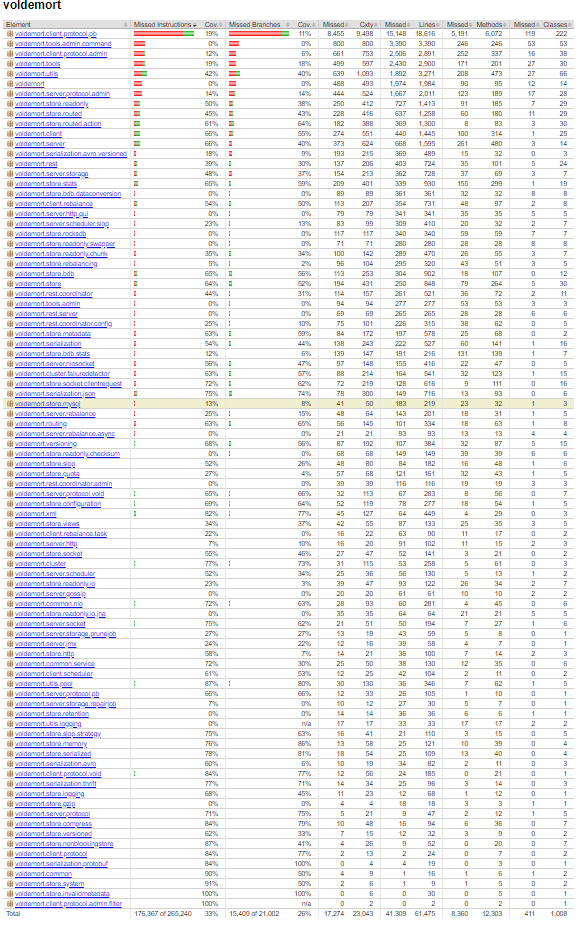 voldemort
Element Missed Instructions Cov. Missed Branches Cov. Missed Cxty Missed Lines Missed Methods Missed Classes
voldemort.client.protocol.pb 19% 11% 8,455 9,498 15,148 18,616 5,191 6,072 119 222
voldemort.tools.admin.command 0% 0% 800 800 3,390 3,390 246 246 53 53
voldemort.client.protocol.admin 12% 6% 661 753 2,506 2,891 252 337 16 38
voldemort.tools 19% 18% 499 597 2,430 2,900 171 201 27 30
voldemort.utils 42% 40% 639 1,093 1,892 3,271 208 473 27 66
voldemort 0% 0% 488 493 1,974 1,984 90 95 12 14
voldemort.server.protocol.admin 14% 14% 444 524 1,667 2,011 123 189 17 28
voldemort.store.readonly 50% 38% 250 412 727 1,413 91 185 7 29
voldemort.store.routed 45% 43% 228 416 637 1,258 60 180 11 29
voldemort.store.routed.action 61% 64% 182 388 369 1,300 8 83 3 30
voldemort.client 66% 55% 274 551 440 1,445 100 314 1 25
voldemort.server 66% 40% 373 624 668 1,595 261 480 3 14
voldemort.serialization.avro.versioned 18% 9% 193 215 369 489 15 32 0 3
voldemort.rest 39% 30% 137 206 403 724 35 101 5 24
voldemort.server.storage 48% 37% 154 213 362 728 37 69 3 7
voldemort.store.stats 65% 59% 209 401 339 930 155 299 1 19
voldemort.store.bdb.dataconversion 0% 0% 89 89 361 361 32 32 8 8
voldemort.client.rebalance 54% 50% 113 207 354 731 48 97 2 8
voldemort.server.http.gui 0% 0% 79 79 341 341 35 35 5 5
voldemort.server.scheduler.slop 23% 13% 83 99 309 410 20 32 2 7
voldemort.store.rocksdb 0% 0% 117 117 340 340 59 59 7 7
voldemort.store.readonly.swapper 0% 0% 71 71 280 280 28 28 8 8
voldemort.store.readonly.chunk 35% 34% 100 142 289 470 26 55 3 7
voldemort.store.rebalancing 5% 2% 96 104 295 320 43 51 3 5
voldemort.store.bdb 65% 56% 113 253 304 902 18 107 0 12
voldemort.store 64% 52% 194 431 250 848 79 264 5 30
voldemort.rest.coordinator 44% 31% 114 157 261 521 36 72 2 11
voldemort.tools.admin 0% 0% 94 94 277 277 53 53 3 3
voldemort.rest.server 0% 0% 69 69 265 265 28 28 6 6
voldemort.rest.coordinator.config 25% 10% 75 101 226 315 38 62 0 5
voldemort.store.metadata 63% 59% 84 172 197 578 25 68 0 2
voldemort.serialization 54% 44% 138 243 222 527 60 141 1 16
voldemort.store.bdb.stats 12% 6% 139 147 191 216 131 139 1 7
voldemort.server.niosocket 56% 47% 97 148 155 416 22 47 0 5
voldemort.cluster.failuredetector 63% 57% 88 214 164 541 32 123 1 15
voldemort.store.socket.clientrequest 72% 62% 72 219 128 616 9 111 0 16
voldemort.serialization.json 75% 74% 78 300 149 716 13 93 0 6
voldemort.store.mysql 13% 8% 41 50 183 219 23 32 1 3
voldemort.server.rebalance 25% 15% 48 64 143 201 18 31 1 5
voldemort.routing 63% 65% 56 145 101 334 18 63 1 8
voldemort.server.rebalance.async 0% 0% 21 21 93 93 13 13 4 4
voldemort.versioning 68% 56% 87 192 107 384 32 87 5 15
voldemort.store.readonly.checksum 0% 0% 68 68 149 149 39 39 6 6
voldemort.store.slop 52% 26% 48 80 84 182 16 48 1 6
voldemort.store.quota 27% 4% 57 68 121 161 32 43 1 5
voldemort.rest.coordinator.admin 0% 0% 39 39 116 116 19 19 3 3
voldemort.server.protocol.vold 65% 66% 32 113 67 283 8 56 0 7
voldemort.store.configuration 69% 64% 52 119 78 277 18 54 1 5
voldemort.xml 82% 77% 45 127 64 449 4 29 0 3
voldemort.store.views 34% 37% 42 55 87 133 25 35 3 5
voldemort.client.rebalance.task 22% 0% 16 22 63 90 11 17 0 2
voldemort.server.http 7% 10% 16 20 91 102 11 15 2 3
voldemort.store.socket 55% 46% 27 47 52 141 3 21 0 2
voldemort.cluster 77% 73% 31 115 53 258 5 61 0 3
voldemort.server.scheduler 52% 34% 25 36 56 130 5 13 1 2
voldemort.store.readonly.io 23% 3% 39 47 93 122 26 34 2 7
voldemort.server.gossip 0% 0% 20 20 61 61 10 10 2 2
voldemort.common.nio 72% 63% 28 93 60 281 4 45 0 6
voldemort.store.readonly.io.jna 0% 0% 35 35 64 64 21 21 5 5
voldemort.server.socket 75% 62% 21 51 50 194 7 27 1 6
voldemort.server.storage.prunejob 27% 27% 13 19 43 59 5 8 0 1
voldemort.server.jmx 24% 22% 12 16 39 58 4 7 0 1
voldemort.store.http 58% 7% 14 21 36 100 7 14 2 3
voldemort.common.service 72% 30% 25 50 38 130 12 35 0 6
voldemort.client.scheduler 61% 53% 12 25 42 104 2 11 0 2
voldemort.utils.pool 87% 80% 30 130 36 346 7 62 1 5
voldemort.server.protocol.pb 66% 66% 12 33 26 105 1 10 0 1
voldemort.server.storage.repairjob 7% 0% 10 12 27 30 5 7 0 1
voldemort.store.retention 0% 0% 14 14 36 36 6 6 1 1
voldemort.utils.logging 0% n/a 17 17 33 33 17 17 2 2
voldemort.store.slop.strategy 75% 63% 16 41 21 110 3 15 0 5
voldemort.store.memory 76% 86% 13 58 25 121 10 39 0 4
voldemort.store.serialized 78% 81% 18 54 25 109 13 40 0 4
voldemort.serialization.avro 60% 6% 10 19 34 82 2 11 0 3
voldemort.client.protocol.vold 84% 77% 12 56 24 185 0 21 0 1
voldemort.serialization.thrift 77% 71% 14 34 25 96 3 14 0 3
voldemort.store.logging 68% 45% 11 23 12 68 1 12 0 1
voldemort.store.gzip 0% 0% 4 4 18 18 3 3 1 1
voldemort.server.protocol 71% 75% 5 21 9 47 2 12 1 5
voldemort.store.compress 84% 79% 10 48 16 94 6 36 0 7
voldemort.store.versioned 62% 33% 7 15 12 32 3 9 0 2
voldemort.store.nonblockingstore 87% 41% 4 26 9 52 0 20 0 7
voldemort.client.protocol 84% 77% 2 13 2 24 0 7 0 2
voldemort.serialization.protobuf 84% 100% 0 4 4 19 0 3 0 1
voldemort.common 90% 50% 4 9 1 16 1 6 1 2
voldemort.store.system 91% 50% 2 6 1 9 1 5 0 2
voldemort.store.invalidmetadata 100% 100% 0 6 0 30 0 5 0 1
voldemort.client.protocol.admin.filter 100% n/a 0 2 0 2 0 2 0 1
Total 176,367 of 265,240 33% 15,409 of 21,002 26% 17,274 23,043 41,309 61,475 8,360 12,303 411 1,008